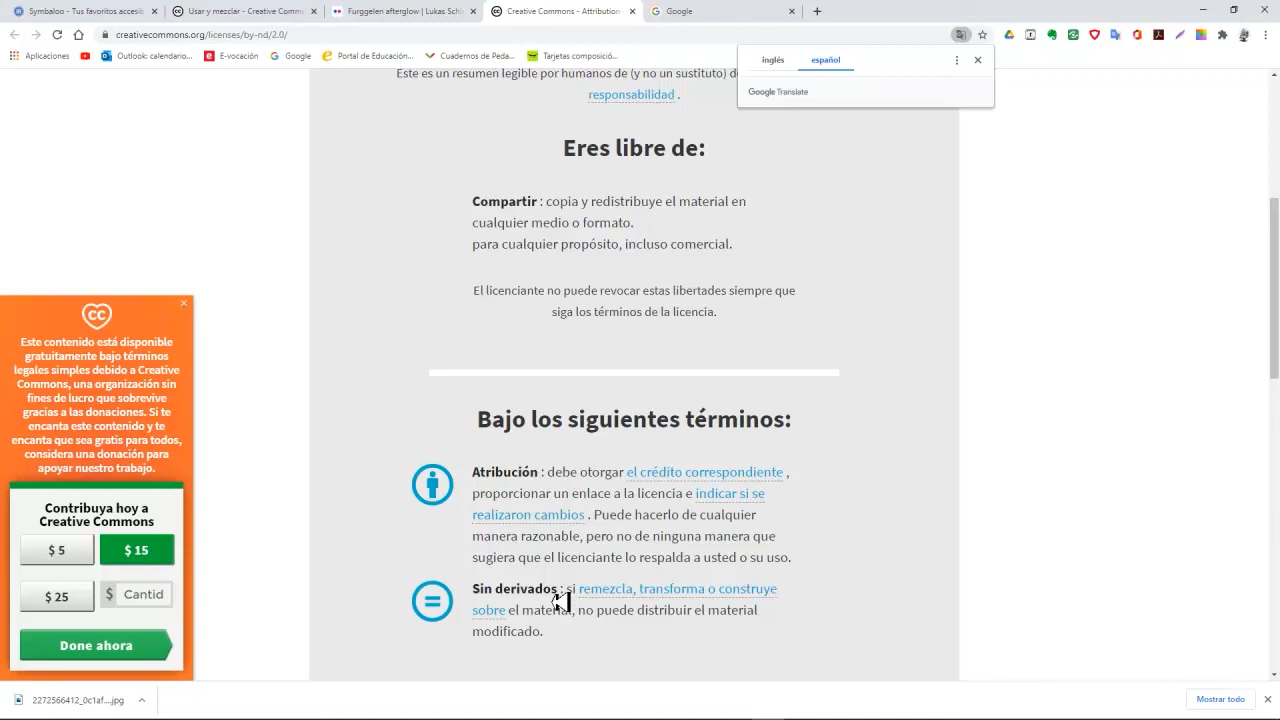 Symbaloo - Tus favoritos accesib
Usar y mezclar - Creative Comm
Furggelen afterglow | Lukas Schl
Creative Commons - Attribution
Google
creativecommons.org/licenses/by-nd/2.0/
Aplicaciones
Outlook: calendario...
E-vocación
Google
Portal de Educación...
Cuadernos de Peda...
Tarjetas composició...
inglés
español
Google Translate
Este es un resumen legible por humanos de (y no un sustituto) de
responsabilidad .
Eres libre de:
Compartir : copia y redistribuye el material en
cualquier medio o formato.
para cualquier propósito, incluso comercial.
El licenciante no puede revocar estas libertades siempre que
siga los términos de la licencia.
Bajo los siguientes términos:
Atribución : debe otorgar el crédito correspondiente ,
proporcionar un enlace a la licencia e indicar si se
realizaron cambios . Puede hacerlo de cualquier
manera razonable, pero no de ninguna manera que
sugiera que el licenciante lo respalda a usted o su uso.
Sin derivados : si remezcla, transforma o construye
sobre el material, no puede distribuir el material
modificado.
CC
Este contenido está disponible
gratuitamente bajo términos
legales simples debido a Creative
Commons, una organización sin
fines de lucro que sobrevive
gracias a las donaciones. Si te
encanta este contenido y te
encanta que sea gratis para todos,
considera una donación para
apoyar nuestro trabajo.
Contribuya hoy a
Creative Commons
$ 5
$ 15
$ 25
$ Cantid
Done ahora
2272566412_0c1af....jpg
Mostrar todo